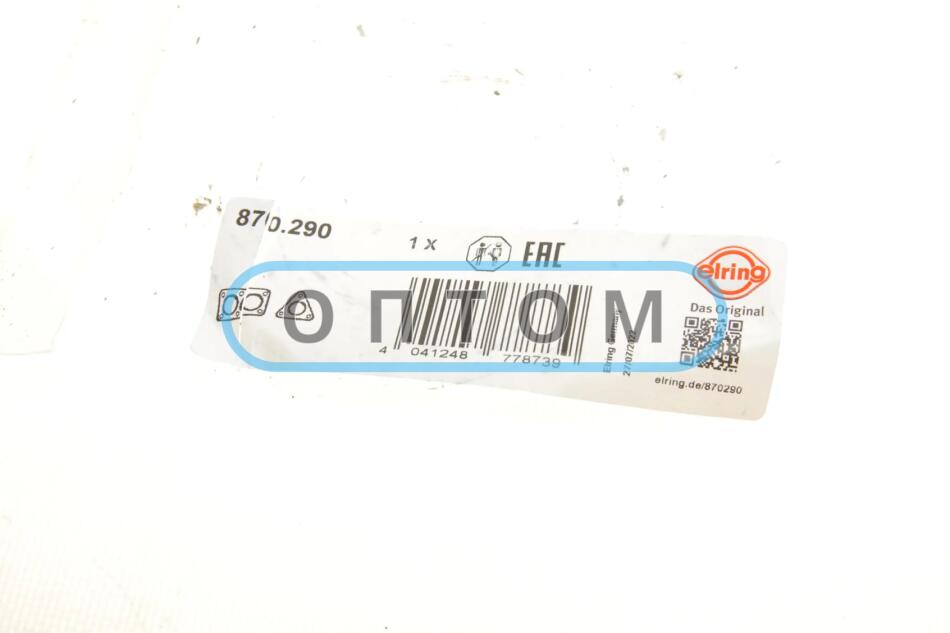 870.290
1 X
EAC
elring
Das Original
ОПТОМ
4 041248 778739
Elring Germany
27/07/2022
elring.de/870290